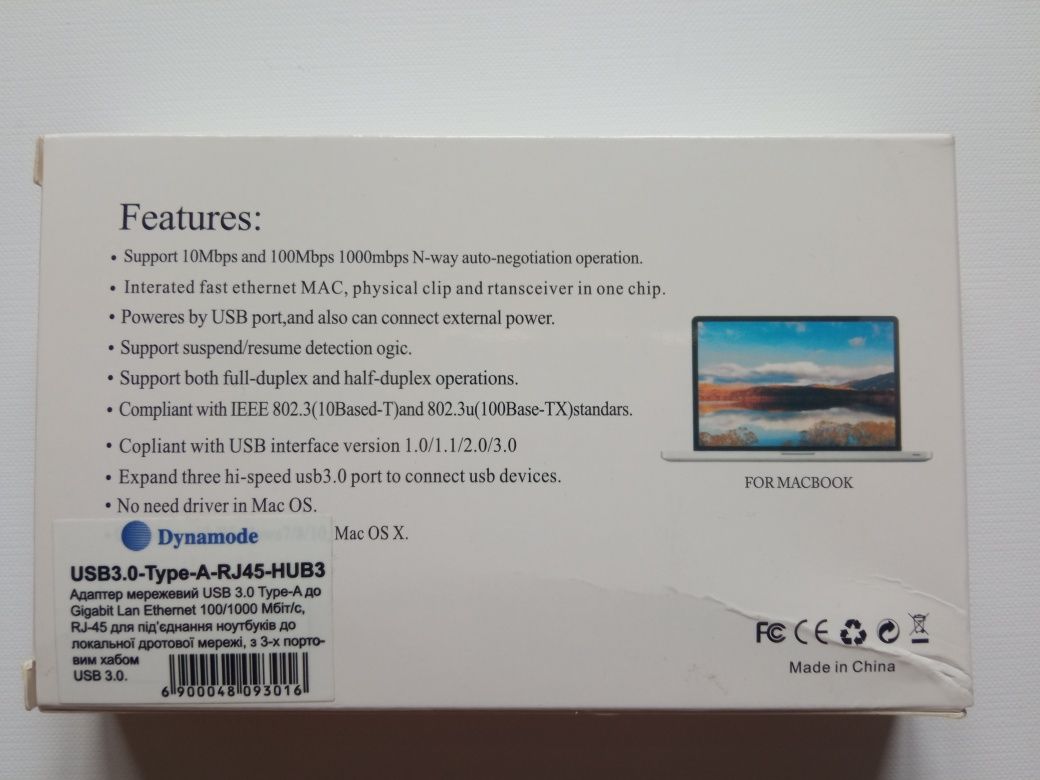 Features:
• Support 10Mbps and 100Mbps 1000mbps N-way auto-negotiation operation.
• Interated fast ethernet MAC, physical clip and rtansceiver in one chip.
• Poweres by USB port,and also can connect external power.
• Support suspend/resume detection ogic.
• Support both full-duplex and half-duplex operations.
• Compliant with IEEE 802.3(10Based-T)and 802.3u(100Base-TX)standars.
• Copliant with USB interface version 1.0/1.1/2.0/3.0
• Expand three hi-speed usb3.0 port to connect usb devices.
• No need driver in Mac OS.
Mac OS X.
FOR MACBOOK
Dynamode
USB3.0-Type-A-RJ45-HUB3
Адаптер мережевий USB 3.0 Type-A до
Gigabit Lan Ethernet 100/1000 Мбіт/с,
RJ-45 для під'єднання ноутбуків до
локальної дротової мережі, з 3-х порто-
вим хабом
USB 3.0.
6 900048 093016
FC CE
Made in China